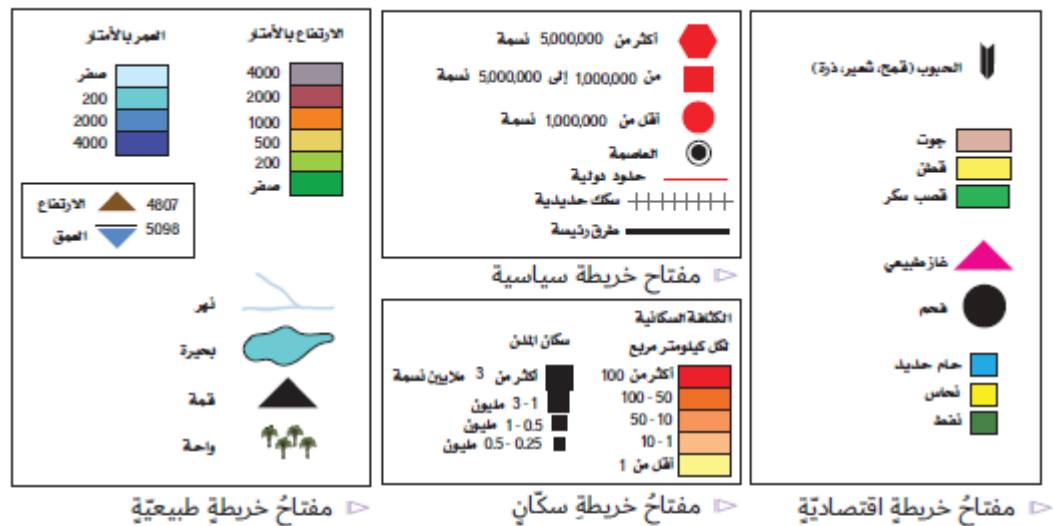 الحبوب (قمح، شعير، ذرة)
جوت
قطن
قصب سكر
غاز طبيعي
فحم
خام حديد
نحاس
نفط
مفتاحُ خريطةٍ اقتصاديّةٍ
أكثر من 5,000,000 نسمة
من 1,000,000 إلى 5,000,000 نسمة
أقل من 1,000,000 نسمة
العاصمة
حدود دولية
سكك حديدية
طرق رئيسة
مفتاح خريطة سياسية
الكثافة السكانية
لكل كيلومتر مربع
أكثر من 100
50 - 100
10 - 50
1 - 10
أقل من 1
سكان المدن
أكثر من 3 ملايين نسمة
1 - 3 مليون
0.5 - 1 مليون
0.25 - 0.5 مليون
مفتاحُ خريطةِ سكّانٍ
الارتفاع بالأمتار
4000
2000
1000
500
200
صفر
العمر بالأمتار
صفر
200
2000
4000
4807 الارتفاع
5098 العمق
نهر
بحيرة
قمة
واحة
مفتاحُ خريطةٍ طبيعيّةٍ